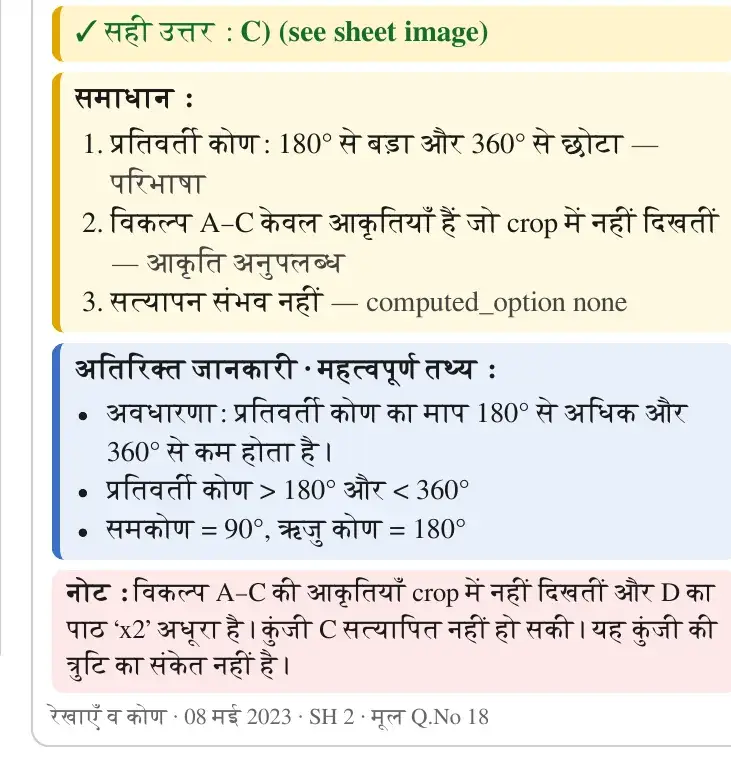 ✓ सही उत्तर : C) (see sheet image)
समाधान :
1. प्रतिवर्ती कोण : 180° से बड़ा और 360° से छोटा —
परिभाषा
2. विकल्प A–C केवल आकृतियाँ हैं जो crop में नहीं दिखतीं
— आकृति अनुपलब्ध
3. सत्यापन संभव नहीं — computed_option none
अतिरिक्त जानकारी · महत्वपूर्ण तथ्य :
• अवधारणा : प्रतिवर्ती कोण का माप 180° से अधिक और
360° से कम होता है।
• प्रतिवर्ती कोण > 180° और < 360°
• समकोण = 90°, ऋजु कोण = 180°
नोट : विकल्प A–C की आकृतियाँ crop में नहीं दिखतीं और D का
पाठ ‘x2’ अधूरा है। कुंजी C सत्यापित नहीं हो सकी। यह कुंजी की
त्रुटि का संकेत नहीं है।
रेखाएँ व कोण · 08 मई 2023 · SH 2 · मूल Q.No 18